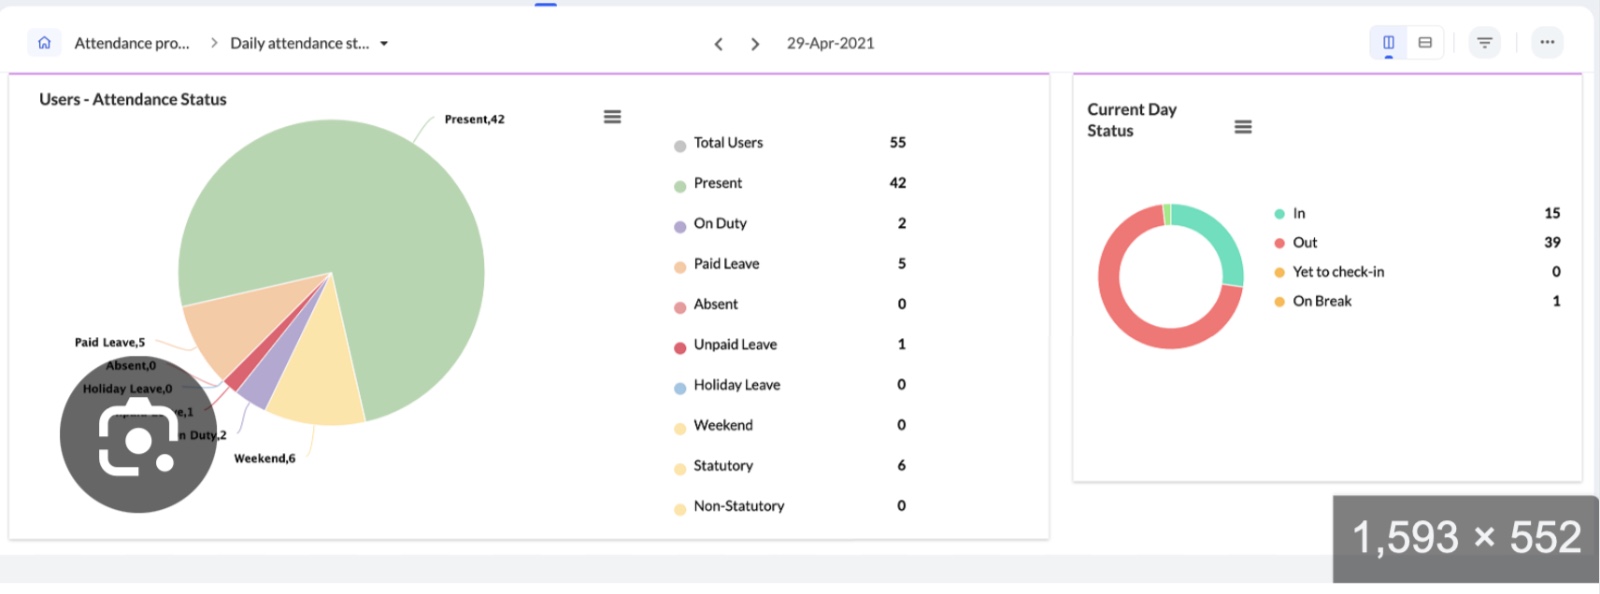 Attendance pro... > Daily attendance st...
29-Apr-2021
Users - Attendance Status
Present,42
Paid Leave,5
Absent,0
Holiday Leave,0
re,1
n Duty,2
Weekend,6
Total Users 55
Present 42
On Duty 2
Paid Leave 5
Absent 0
Unpaid Leave 1
Holiday Leave 0
Weekend 0
Statutory 6
Non-Statutory 0
Current Day
Status
In 15
Out 39
Yet to check-in 0
On Break 1
1,593 × 552